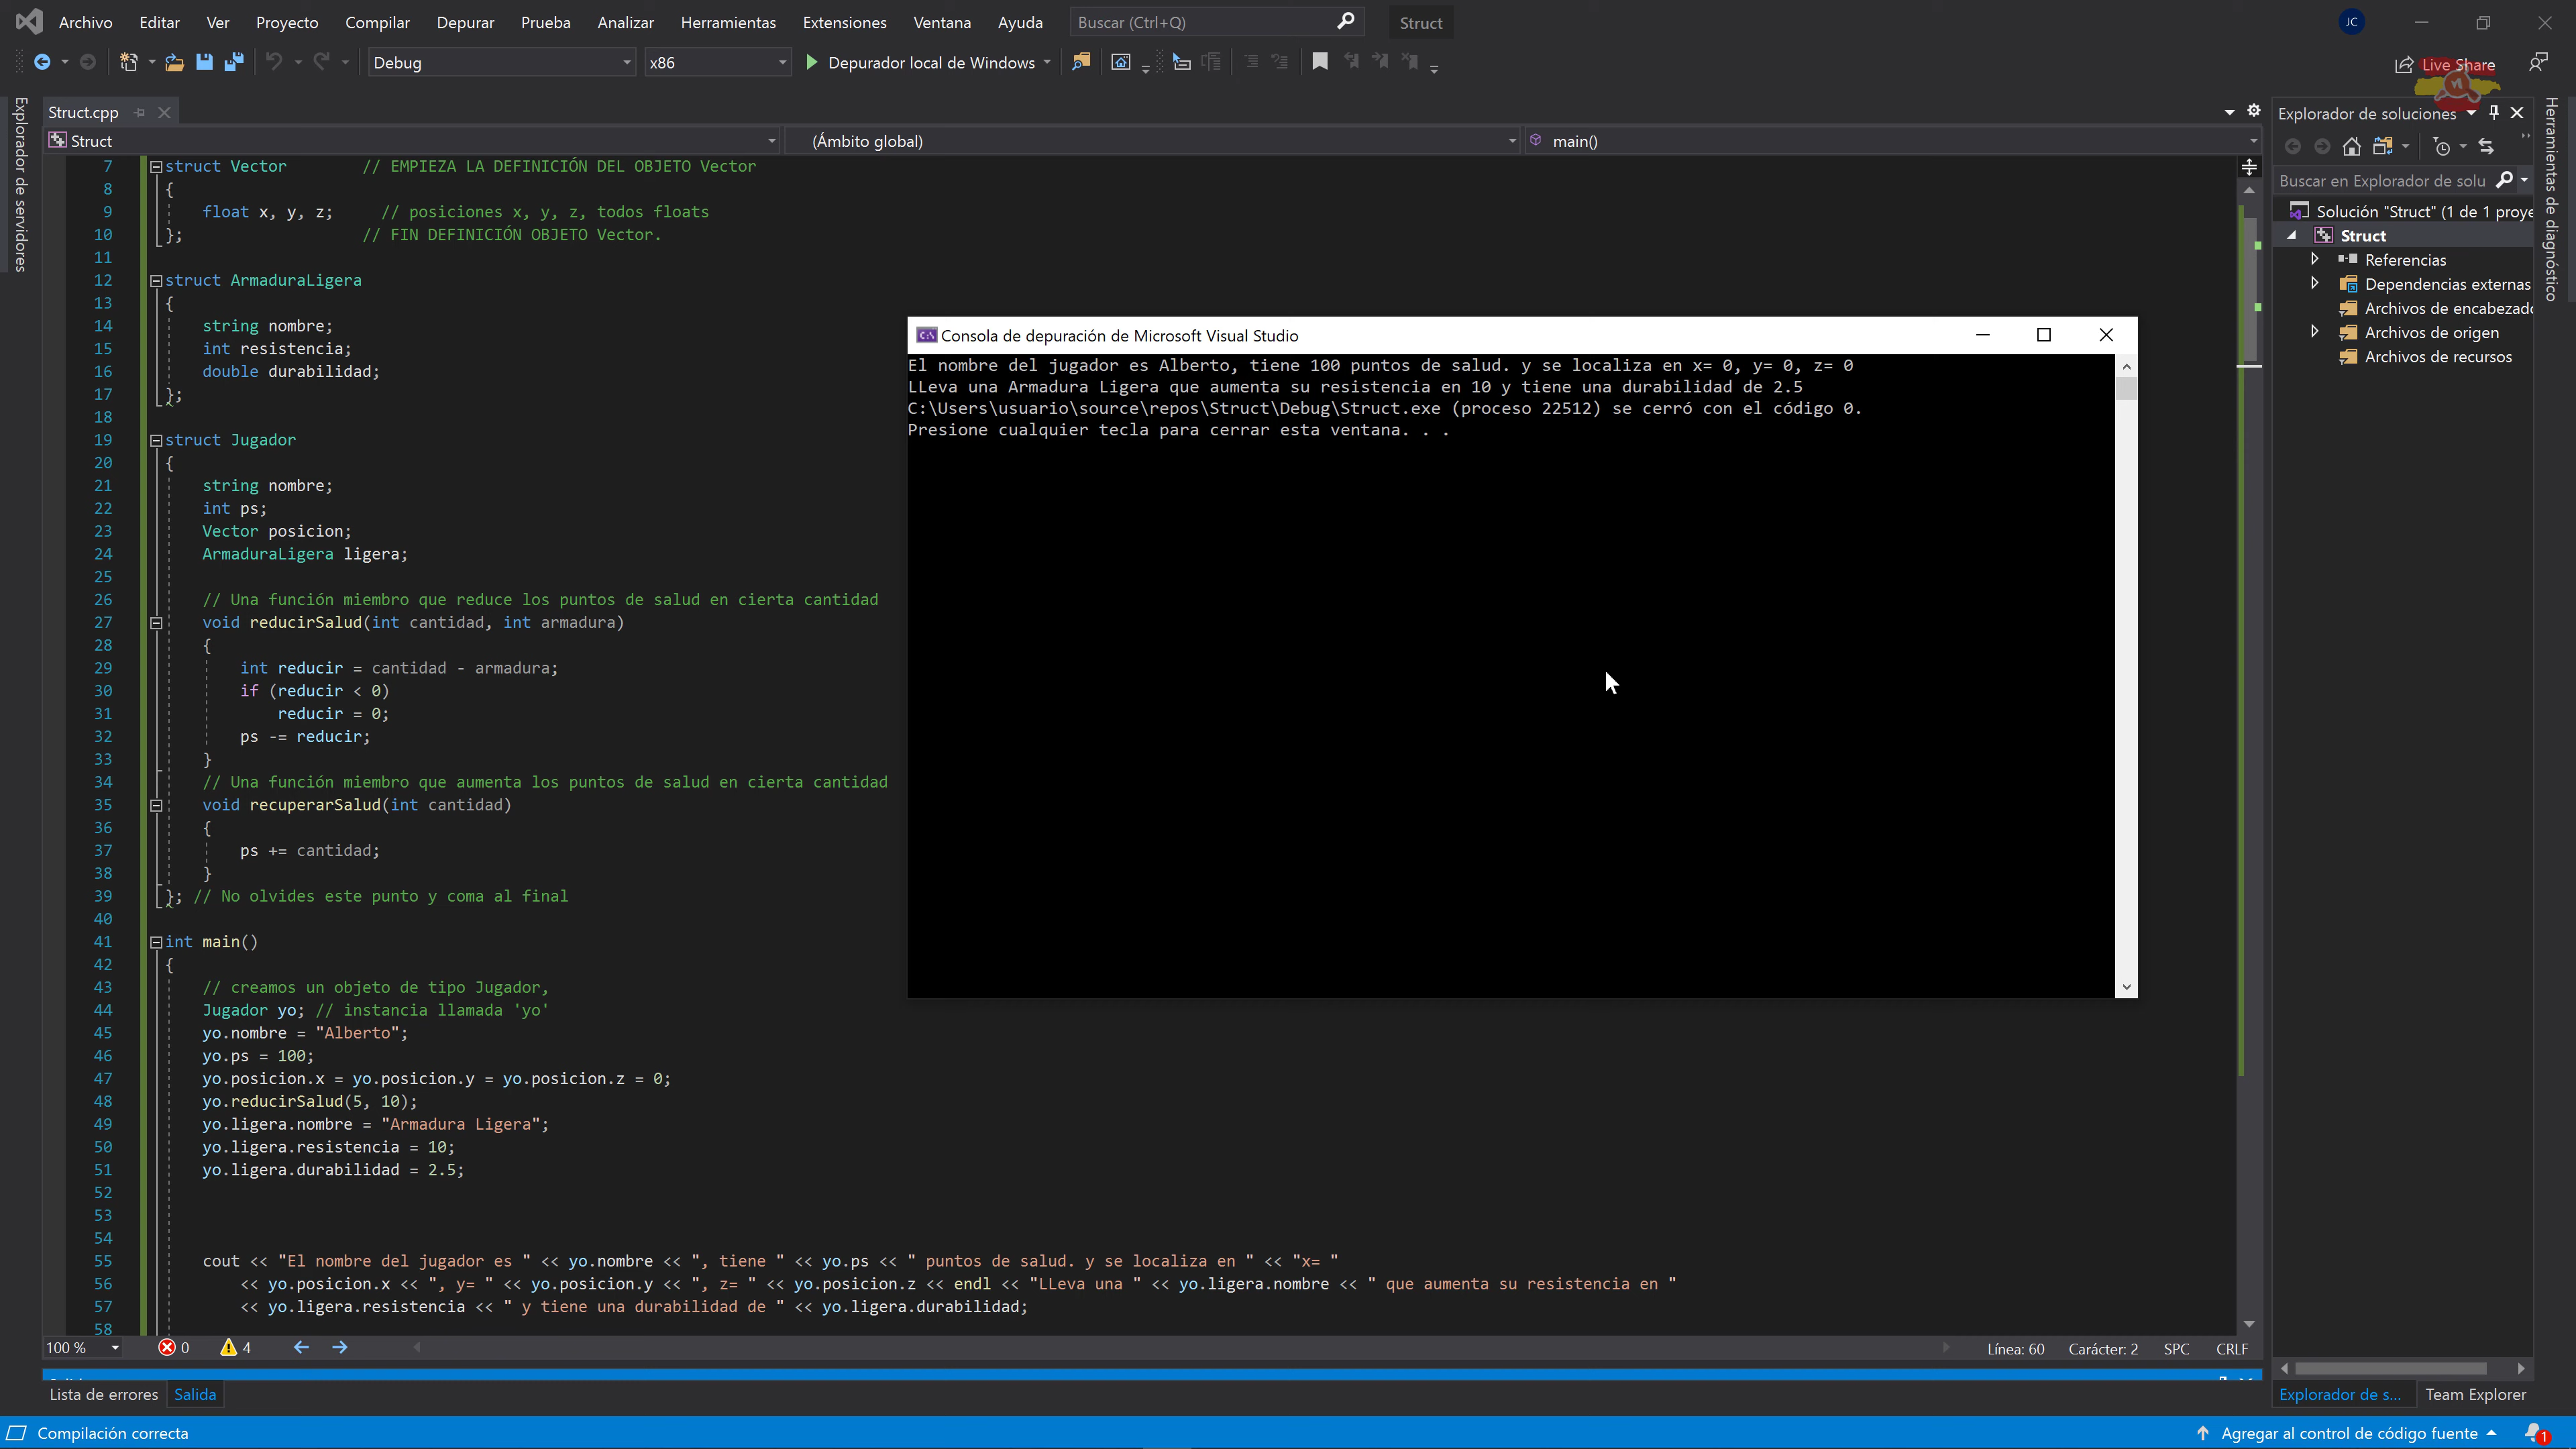 Archivo Editar Ver Proyecto Compilar Depurar Prueba Analizar Herramientas Extensiones Ventana Ayuda Buscar (Ctrl+Q) Struct JC
Debug x86 Depurador local de Windows Live Share
Explorador de servidores
Struct.cpp
Struct (Ámbito global) main()
7 struct Vector // EMPIEZA LA DEFINICIÓN DEL OBJETO Vector
8 {
9 float x, y, z; // posiciones x, y, z, todos floats
10 }; // FIN DEFINICIÓN OBJETO Vector.
11
12 struct ArmaduraLigera
13 {
14 string nombre;
15 int resistencia;
16 double durabilidad;
17 };
18
19 struct Jugador
20 {
21 string nombre;
22 int ps;
23 Vector posicion;
24 ArmaduraLigera ligera;
25
26 // Una función miembro que reduce los puntos de salud en cierta cantidad
27 void reducirSalud(int cantidad, int armadura)
28 {
29 int reducir = cantidad - armadura;
30 if (reducir < 0)
31 reducir = 0;
32 ps -= reducir;
33 }
34 // Una función miembro que aumenta los puntos de salud en cierta cantidad
35 void recuperarSalud(int cantidad)
36 {
37 ps += cantidad;
38 }
39 }; // No olvides este punto y coma al final
40
41 int main()
42 {
43 // creamos un objeto de tipo Jugador,
44 Jugador yo; // instancia llamada 'yo'
45 yo.nombre = "Alberto";
46 yo.ps = 100;
47 yo.posicion.x = yo.posicion.y = yo.posicion.z = 0;
48 yo.reducirSalud(5, 10);
49 yo.ligera.nombre = "Armadura Ligera";
50 yo.ligera.resistencia = 10;
51 yo.ligera.durabilidad = 2.5;
52
53
54
55 cout << "El nombre del jugador es " << yo.nombre << ", tiene " << yo.ps << " puntos de salud. y se localiza en " << "x= "
56 << yo.posicion.x << ", y= " << yo.posicion.y << ", z= " << yo.posicion.z << endl << "LLeva una " << yo.ligera.nombre << " que aumenta su resistencia en "
57 << yo.ligera.resistencia << " y tiene una durabilidad de " << yo.ligera.durabilidad;
58
Consola de depuración de Microsoft Visual Studio
El nombre del jugador es Alberto, tiene 100 puntos de salud. y se localiza en x= 0, y= 0, z= 0
LLeva una Armadura Ligera que aumenta su resistencia en 10 y tiene una durabilidad de 2.5
C:\Users\usuario\source\repos\Struct\Debug\Struct.exe (proceso 22512) se cerró con el código 0.
Presione cualquier tecla para cerrar esta ventana. . .
Explorador de soluciones
Buscar en Explorador de solu
Solución "Struct" (1 de 1 proye
Struct
Referencias
Dependencias externas
Archivos de encabezado
Archivos de origen
Archivos de recursos
Herramientas de diagnóstico
100 % 0 4 Línea: 60 Carácter: 2 SPC CRLF
Lista de errores Salida Explorador de s... Team Explorer
Compilación correcta Agregar al control de código fuente 1